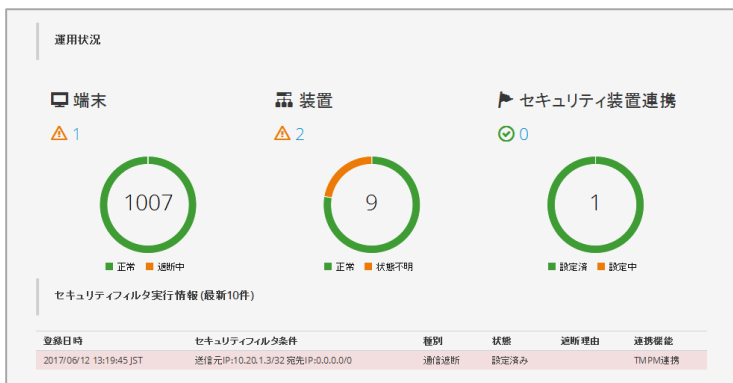 運用状況
端末
装置
セキュリティ装置連携
1
2
0
1007
9
1
正常 遮断中
正常 状態不明
設定済 設定中
セキュリティフィルタ実行情報(最新10件)
登録日時 セキュリティフィルタ条件 種別 状態 遮断理由 連携機能
2017/06/12 13:19:45 JST 送信元IP:10.20.1.3/32 宛先IP:0.0.0.0/0 通信遮断 設定済み TMPM連携